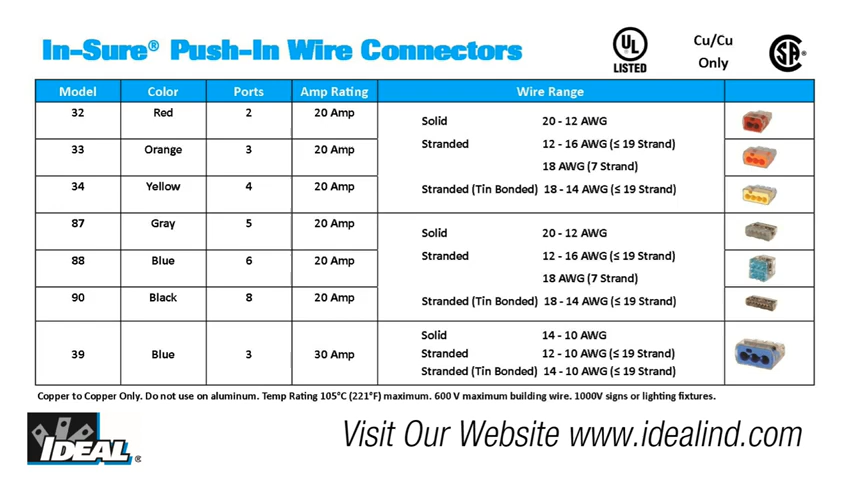 In-Sure® Push-In Wire Connectors
UL
LISTED
Cu/Cu
Only
SA®
Model Color Ports Amp Rating Wire Range
32 Red 2 20 Amp
33 Orange 3 20 Amp
34 Yellow 4 20 Amp
Solid 20 - 12 AWG
Stranded 12 - 16 AWG (≤ 19 Strand)
18 AWG (7 Strand)
Stranded (Tin Bonded) 18 - 14 AWG (≤ 19 Strand)
87 Gray 5 20 Amp
88 Blue 6 20 Amp
90 Black 8 20 Amp
Solid 20 - 12 AWG
Stranded 12 - 16 AWG (≤ 19 Strand)
18 AWG (7 Strand)
Stranded (Tin Bonded) 18 - 14 AWG (≤ 19 Strand)
39 Blue 3 30 Amp
Solid 14 - 10 AWG
Stranded 12 - 10 AWG (≤ 19 Strand)
Stranded (Tin Bonded) 14 - 10 AWG (≤ 19 Strand)
Copper to Copper Only. Do not use on aluminum. Temp Rating 105°C (221°F) maximum. 600 V maximum building wire. 1000V signs or lighting fixtures.
IDEAL®
Visit Our Website www.idealind.com